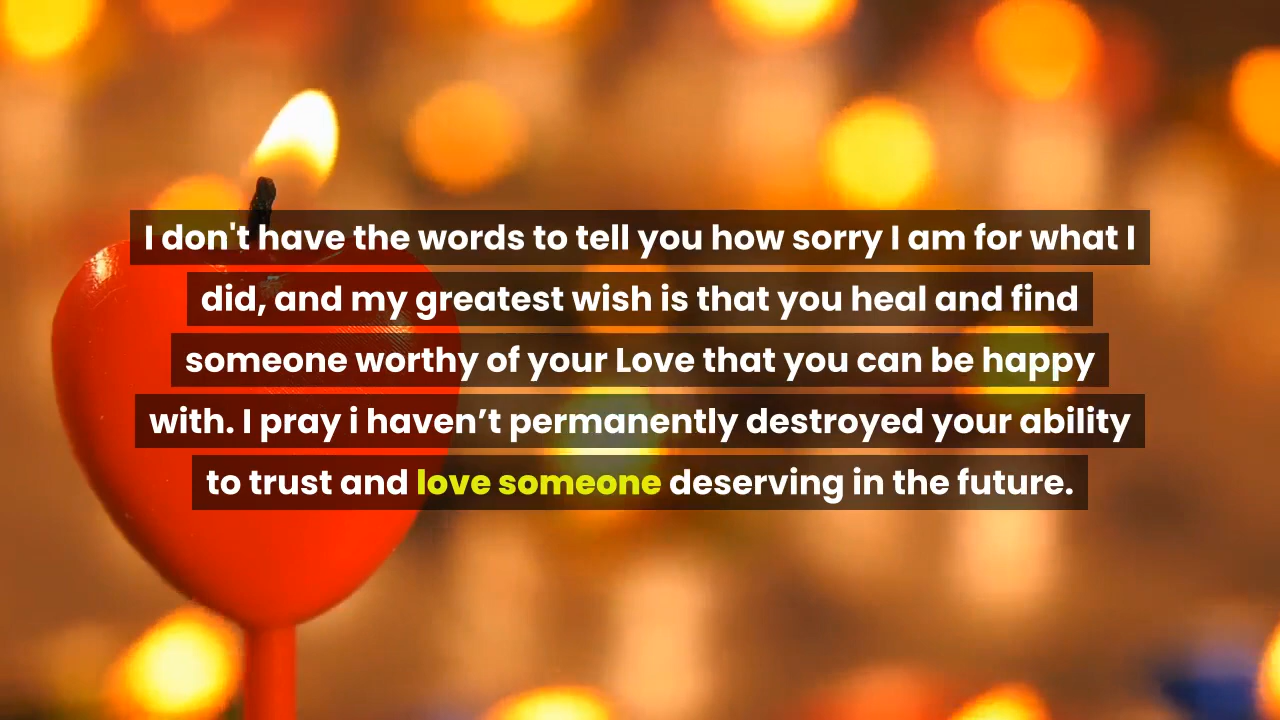 I don't have the words to tell you how sorry I am for what I
did, and my greatest wish is that you heal and find
someone worthy of your Love that you can be happy
with. I pray i haven’t permanently destroyed your ability
to trust and love someone deserving in the future.